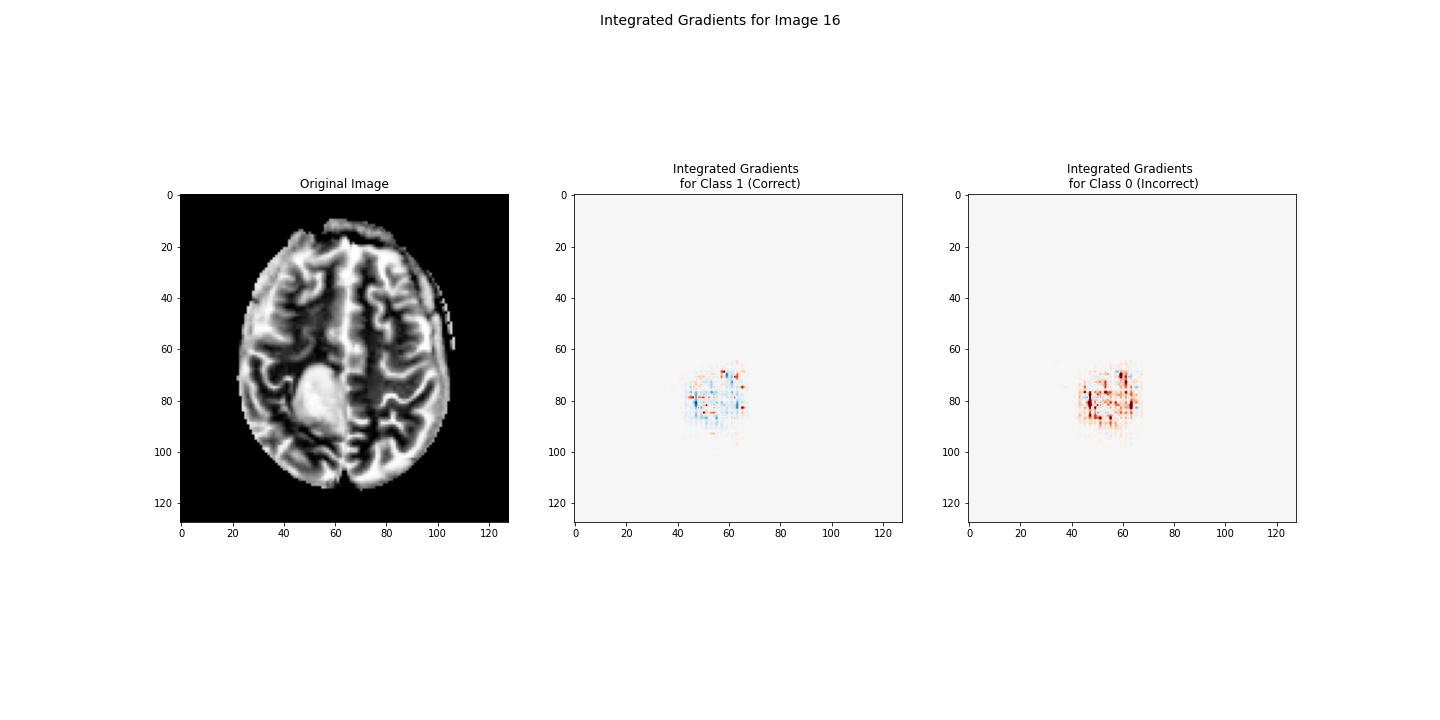 Integrated Gradients for Image 16
Original Image
0
20
40
60
80
100
120
0 20 40 60 80 100 120
Integrated Gradients
for Class 1 (Correct)
0
20
40
60
80
100
120
0 20 40 60 80 100 120
Integrated Gradients
for Class 0 (Incorrect)
0
20
40
60
80
100
120
0 20 40 60 80 100 120